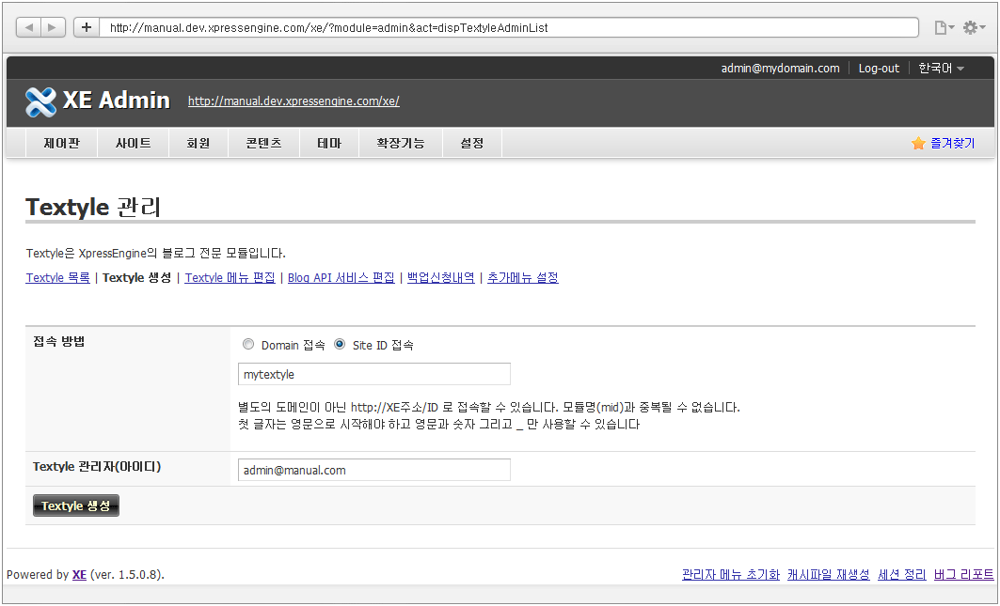 http://manual.dev.xpressengine.com/xe/?module=admin&act=dispTextyleAdminList
admin@mydomain.com Log-out 한국어
XE Admin http://manual.dev.xpressengine.com/xe/
제어판 사이트 회원 콘텐츠 테마 확장기능 설정 즐겨찾기
Textyle 관리
Textyle은 XpressEngine의 블로그 전문 모듈입니다.
Textyle 목록 | Textyle 생성 | Textyle 메뉴 편집 | Blog API 서비스 편집 | 백업신청내역 | 추가메뉴 설정
접속 방법 Domain 접속 Site ID 접속
mytextyle
별도의 도메인이 아닌 http://XE주소/ID 로 접속할 수 있습니다. 모듈명(mid)과 중복될 수 없습니다.
첫 글자는 영문으로 시작해야 하고 영문과 숫자 그리고 _ 만 사용할 수 있습니다
Textyle 관리자(아이디) admin@manual.com
Textyle 생성
Powered by XE (ver. 1.5.0.8). 관리자 메뉴 초기화 캐시파일 재생성 세션 정리 버그 리포트